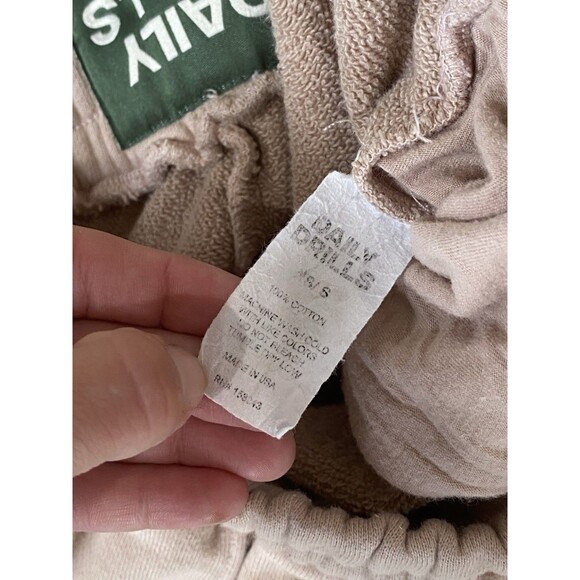 DAILY
LLS
DAILY
DRILLS
XS/S
100% COTTON
MACHINE WASH COLD
WITH LIKE COLORS
DO NOT BLEACH
TUMBLE DRY LOW
MADE IN USA
RN#